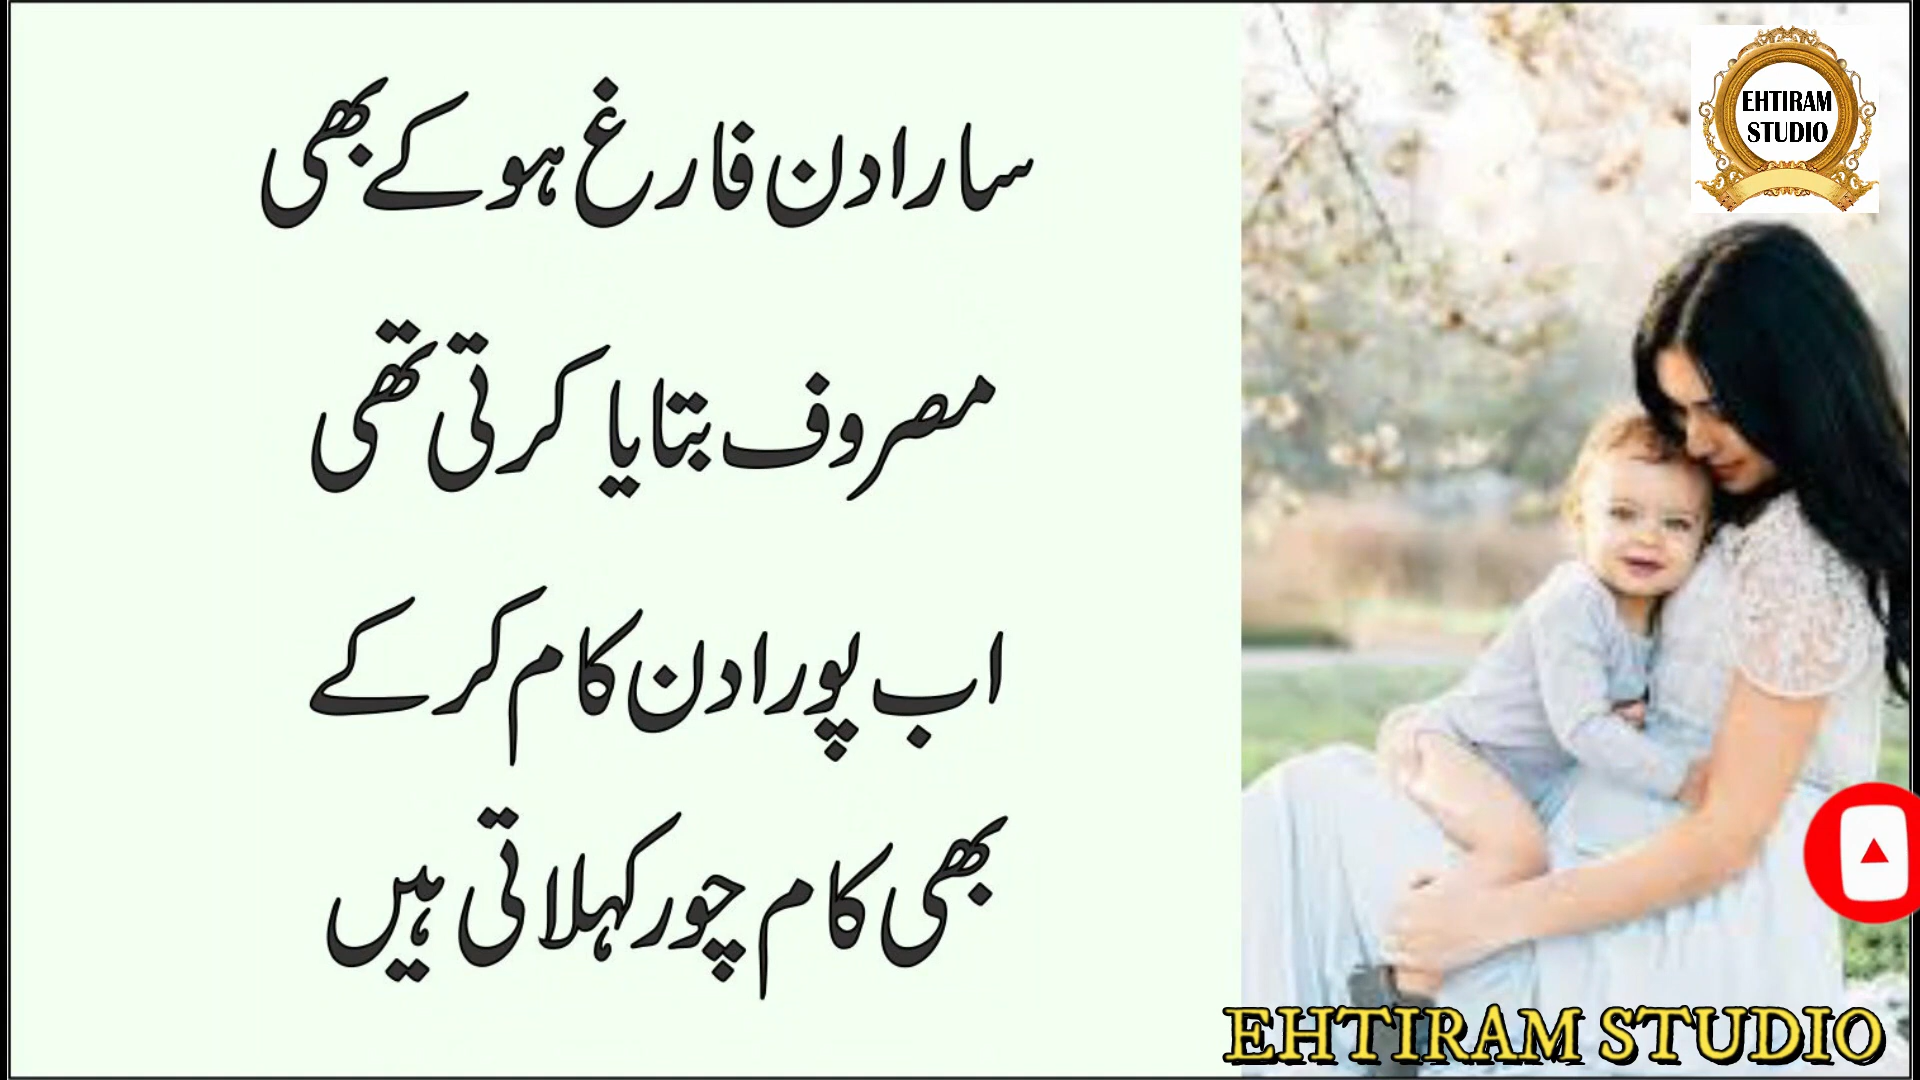 سارا دن فارغ ہو کے بھی
مصروف بتایا کرتی تھی
اب پورا دن کام کر کے
بھی کام چور کہلاتی ہیں
EHTIRAM
STUDIO
EHTIRAM STUDIO